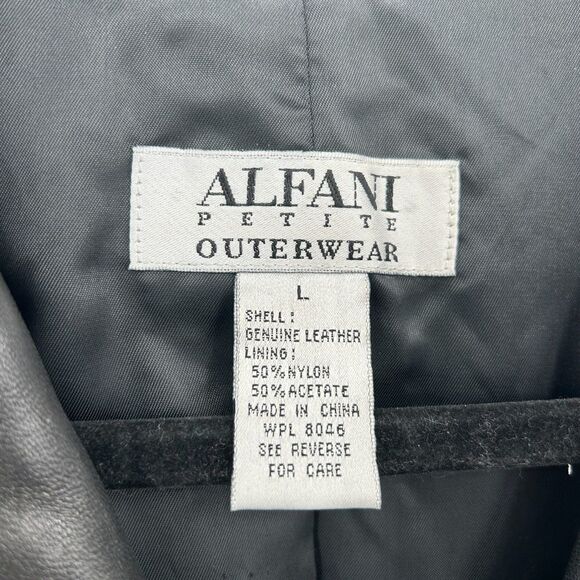 ALFANI
PETITE
OUTERWEAR
L
SHELL:
GENUINE LEATHER
LINING:
50%NYLON
50%ACETATE
MADE IN CHINA
WPL 8046
SEE REVERSE
FOR CARE